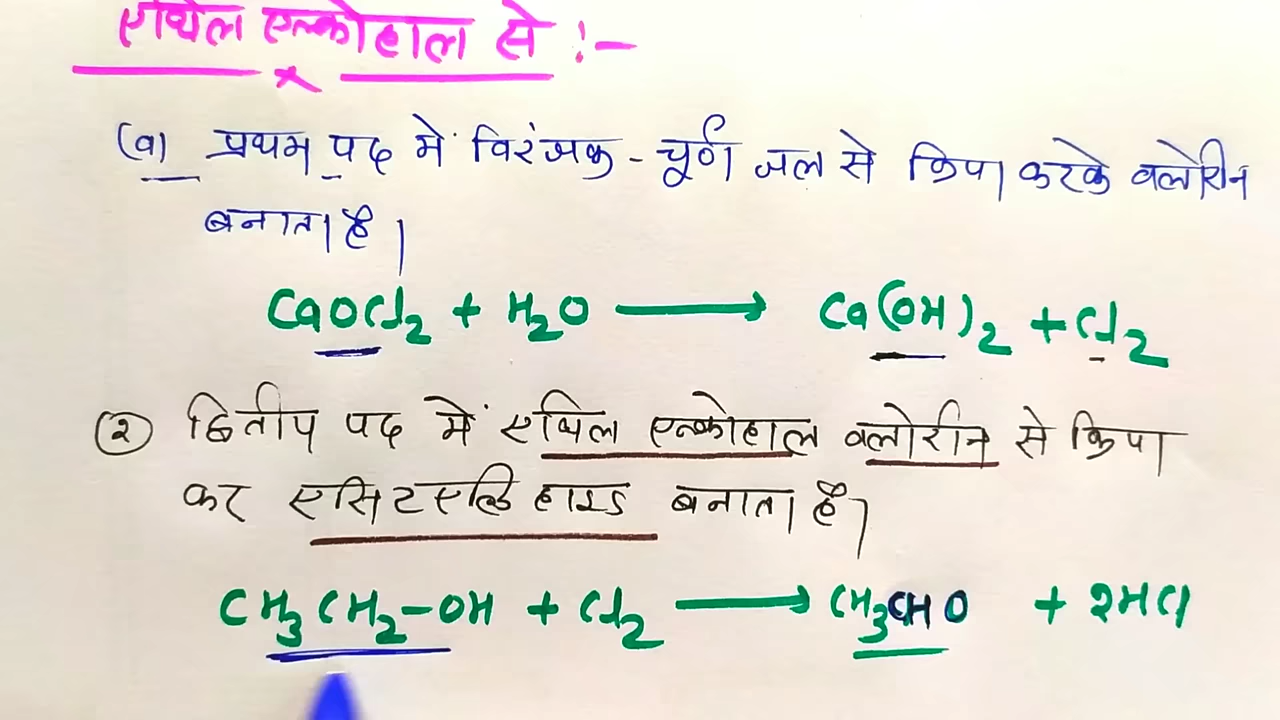 एथिल एल्कोहाल से :-
(a) प्रथम पद में विरंजक - चूर्ण जल से क्रिया करके क्लोरीन
बनाता है।
CaOCl₂ + H₂O ⟶ Ca(OH)₂ + Cl₂
(२) द्वितीय पद में एथिल एल्कोहाल क्लोरीन से क्रिया
कर एसिटएल्डिहाइड बनाता है।
CH₃CH₂-OH + Cl₂ ⟶ CH₃CHO + 2HCl